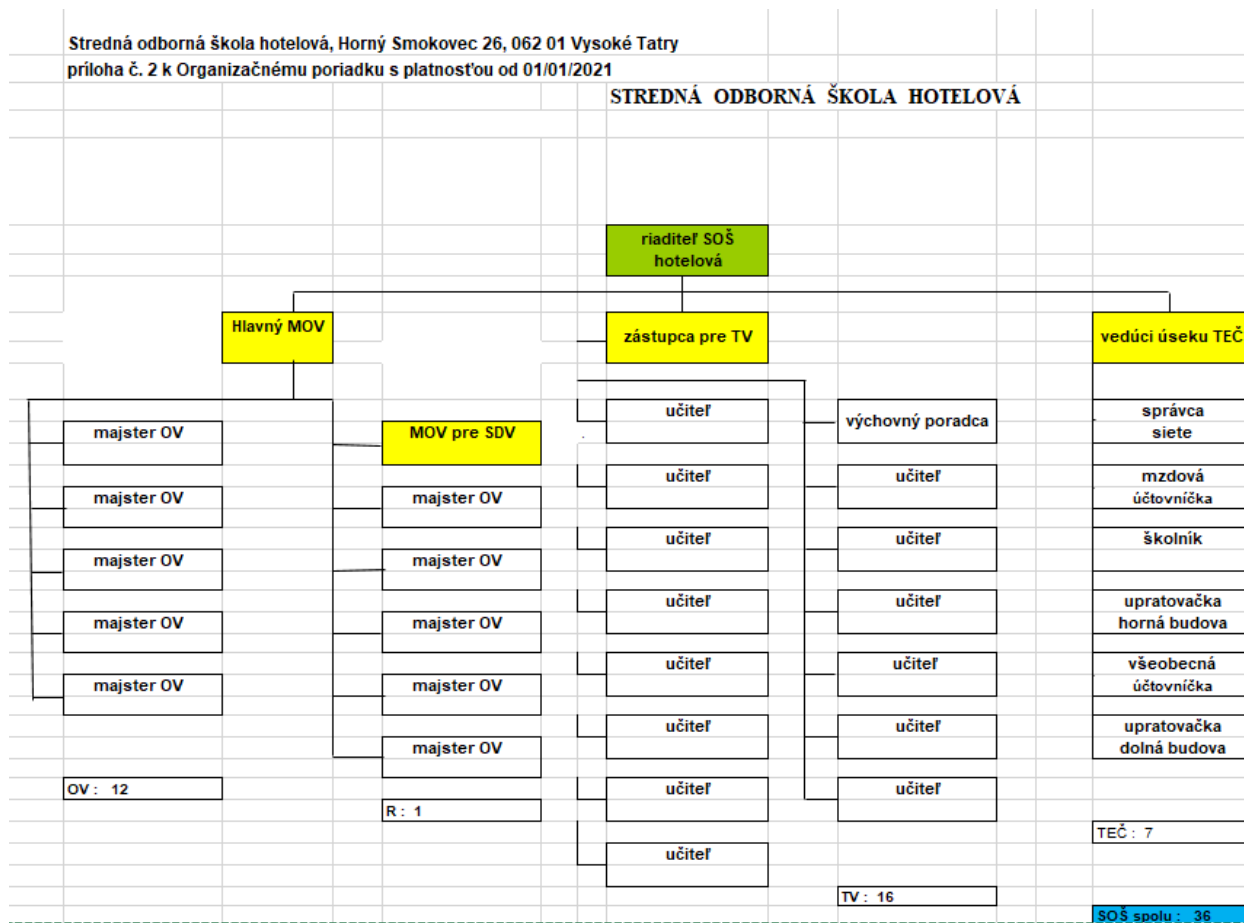 Stredná odborná škola hotelová, Horný Smokovec 26, 062 01 Vysoké Tatry
príloha č. 2 k Organizačnému poriadku s platnosťou od 01/01/2021
STREDNÁ ODBORNÁ ŠKOLA HOTELOVÁ
riaditeľ SOŠ
hotelová
Hlavný MOV
zástupca pre TV
vedúci úseku TEČ
majster OV
majster OV
majster OV
majster OV
majster OV
OV : 12
MOV pre SDV
majster OV
majster OV
majster OV
majster OV
majster OV
R : 1
učiteľ
učiteľ
učiteľ
učiteľ
učiteľ
učiteľ
učiteľ
učiteľ
výchovný poradca
učiteľ
učiteľ
učiteľ
učiteľ
učiteľ
učiteľ
TV : 16
správca
siete
mzdová
účtovníčka
školník
upratovačka
horná budova
všeobecná
účtovníčka
upratovačka
dolná budova
TEČ : 7
SOŠ spolu : 36